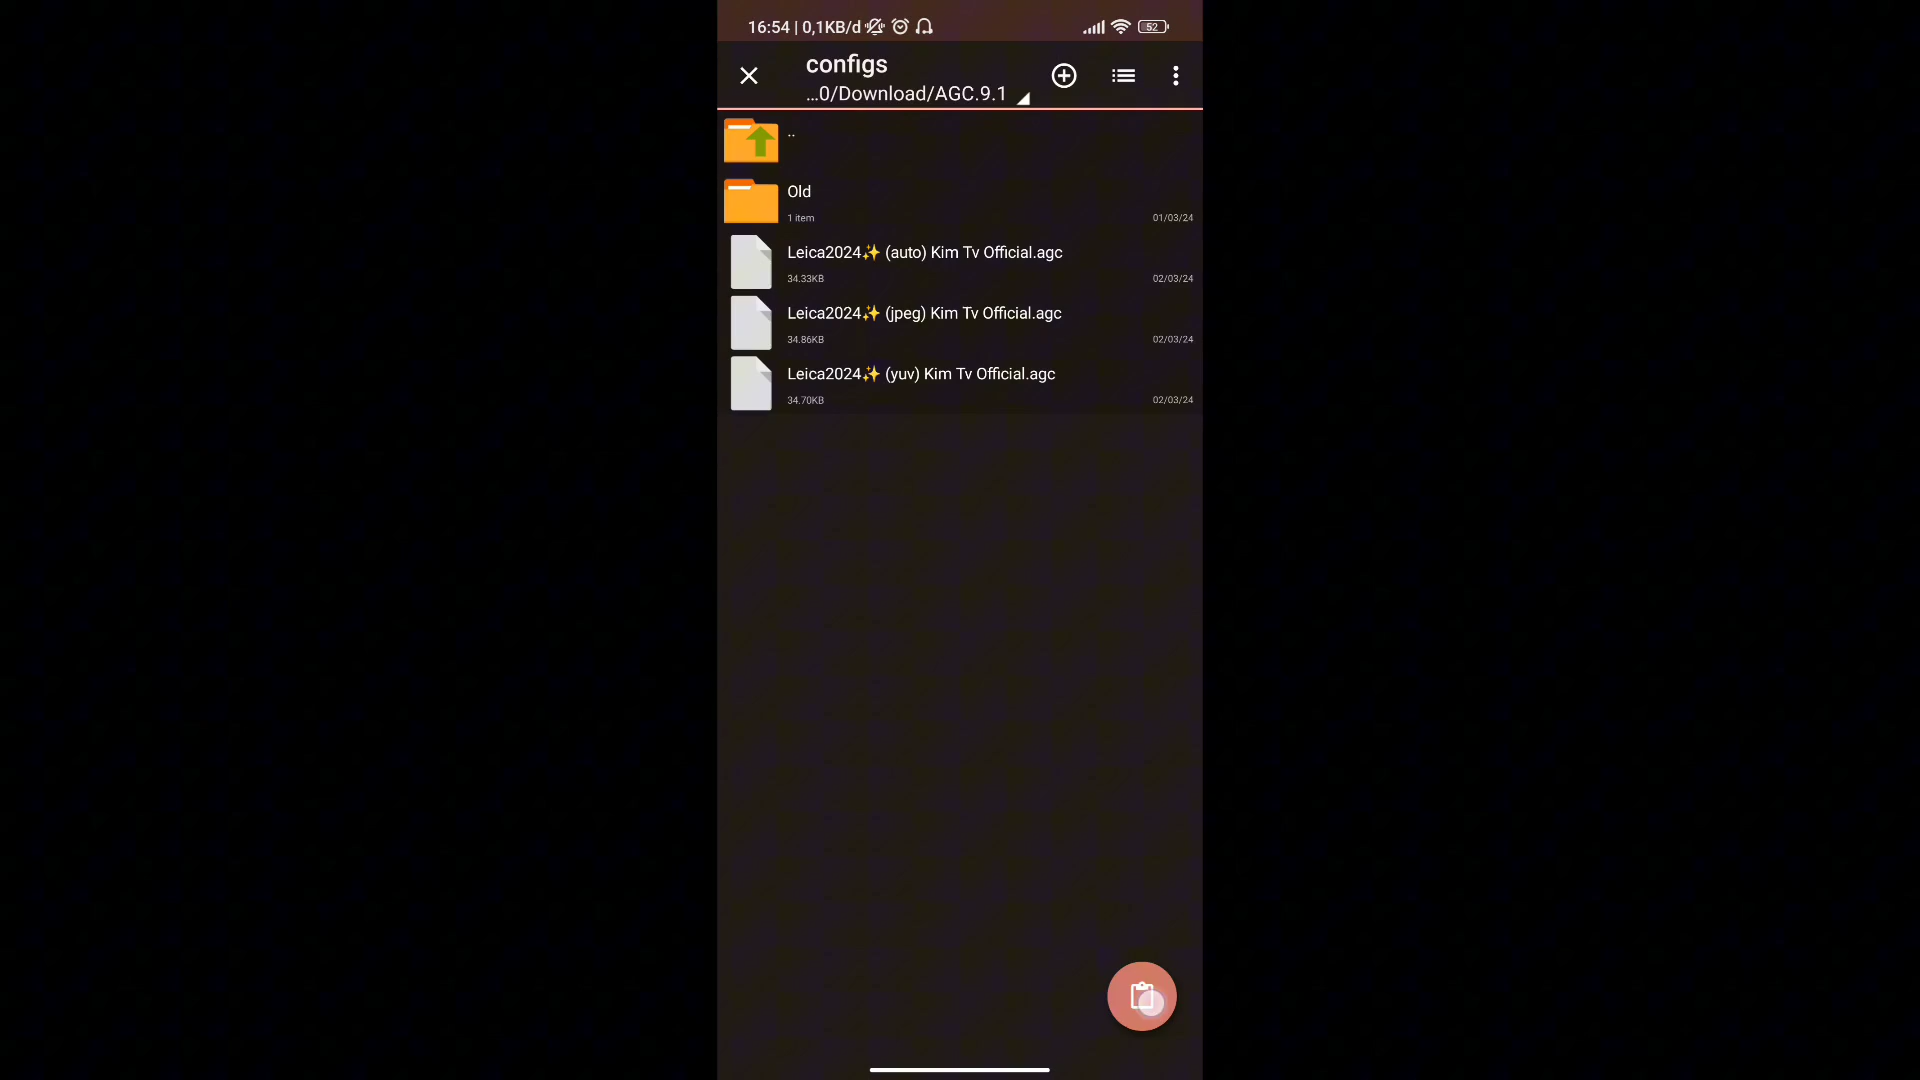 16:54 | 0,1KB/d 52
configs
...0/Download/AGC.9.1
..
Old
1 item 01/03/24
Leica2024✨ (auto) Kim Tv Official.agc
34.33KB 02/03/24
Leica2024✨ (jpeg) Kim Tv Official.agc
34.86KB 02/03/24
Leica2024✨ (yuv) Kim Tv Official.agc
34.70KB 02/03/24